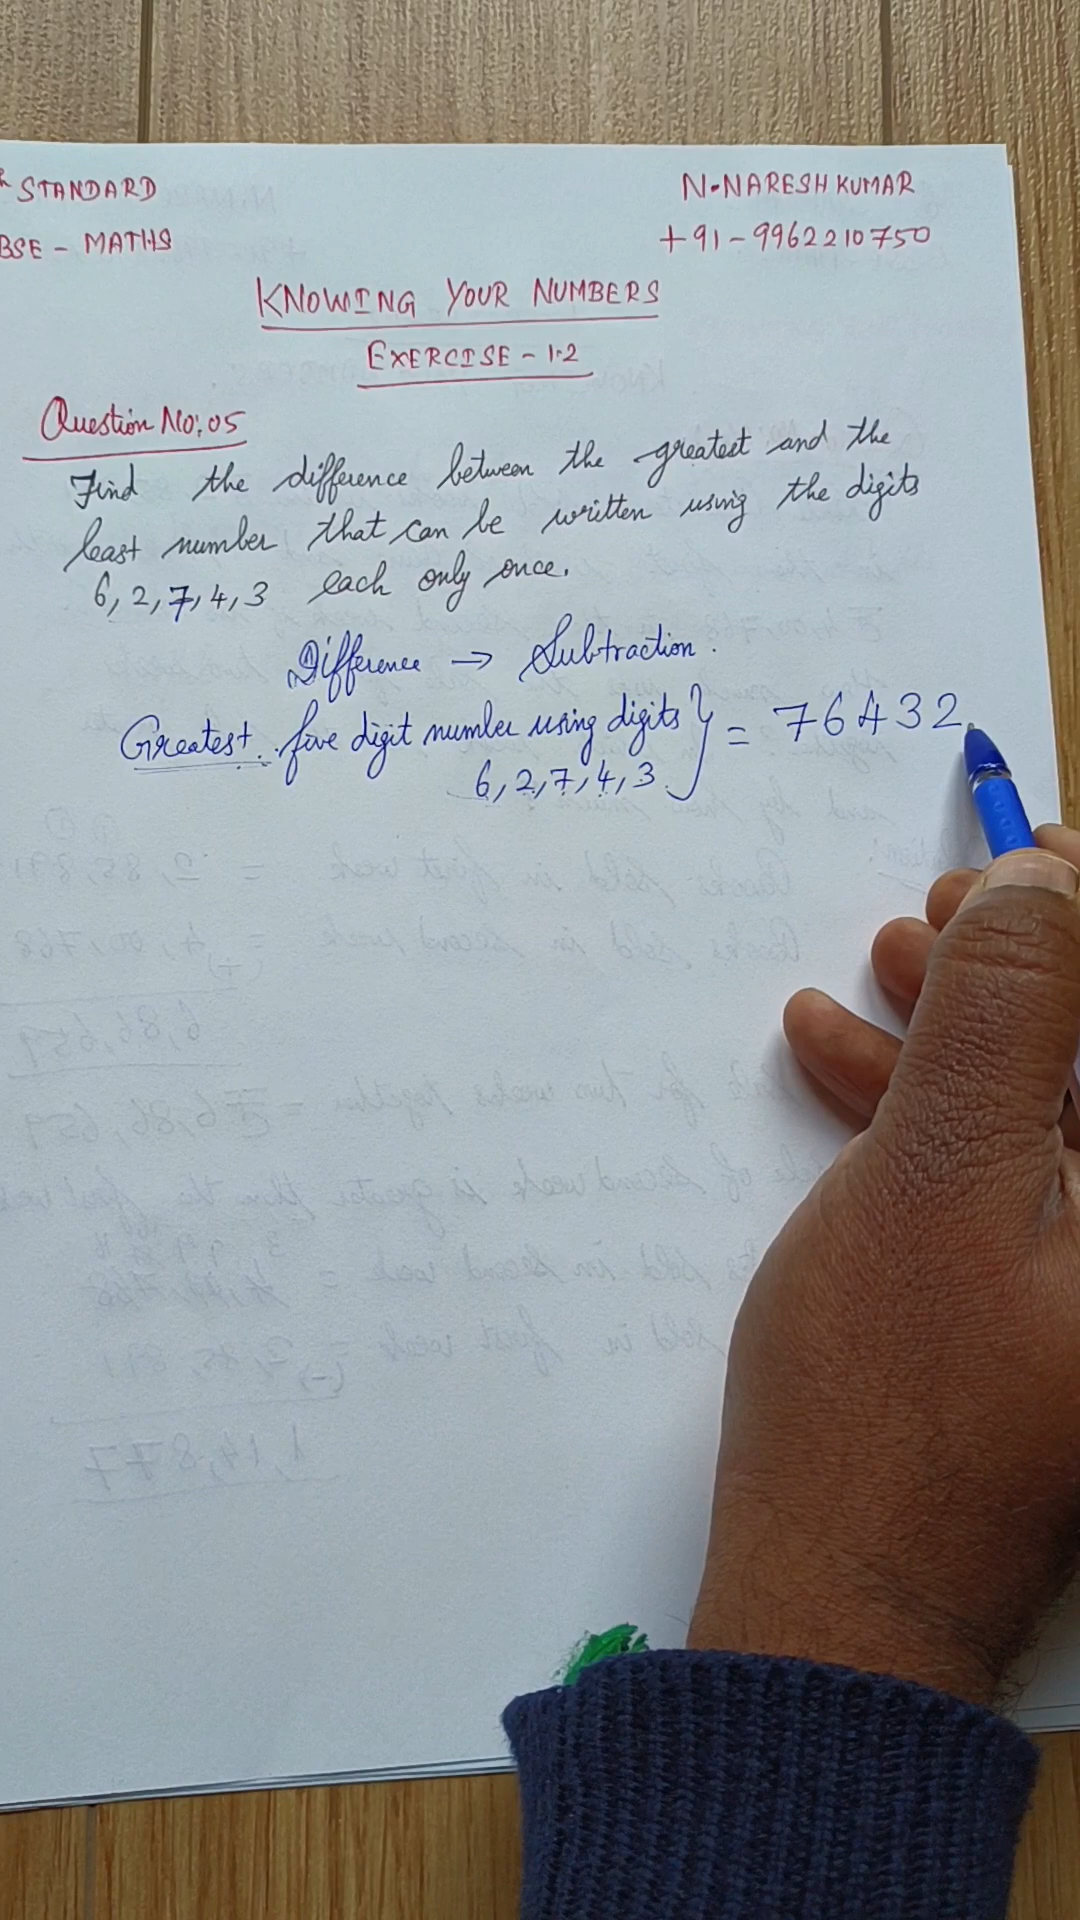 STANDARD
BSE - MATHS
N.NARESH KUMAR
+91-9962210750
KNOWING YOUR NUMBERS
EXERCISE - 1.2
Question No: 05
Find the difference between the greatest and the
least number that can be written using the digits
6, 2, 7, 4, 3 each only once.
Difference → Subtraction.
Greatest five digit number using digits } = 76432
6, 2, 7, 4, 3